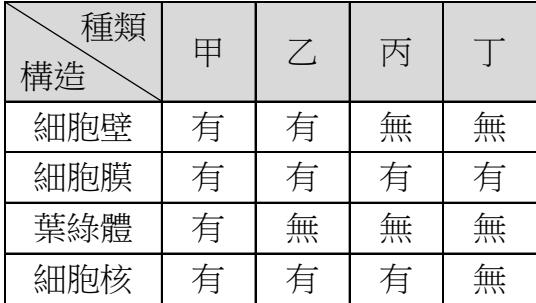 種類
構造 甲 乙 丙 丁
細胞壁 有 有 無 無
細胞膜 有 有 有 有
葉綠體 有 無 無 無
細胞核 有 有 有 無